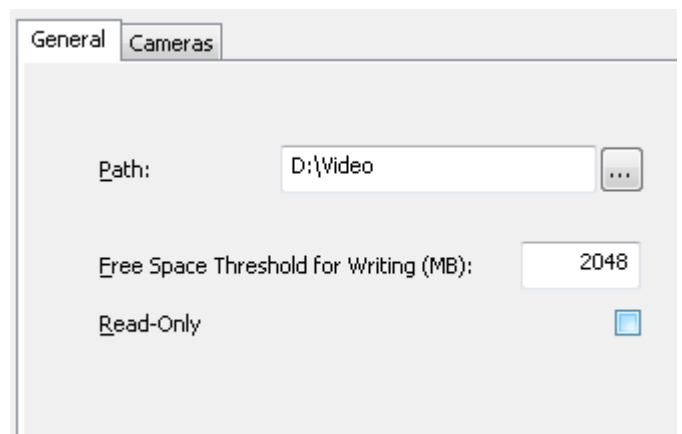 General Cameras
Path: D:\Video ...
Free Space Threshold for Writing (MB): 2048
Read-Only